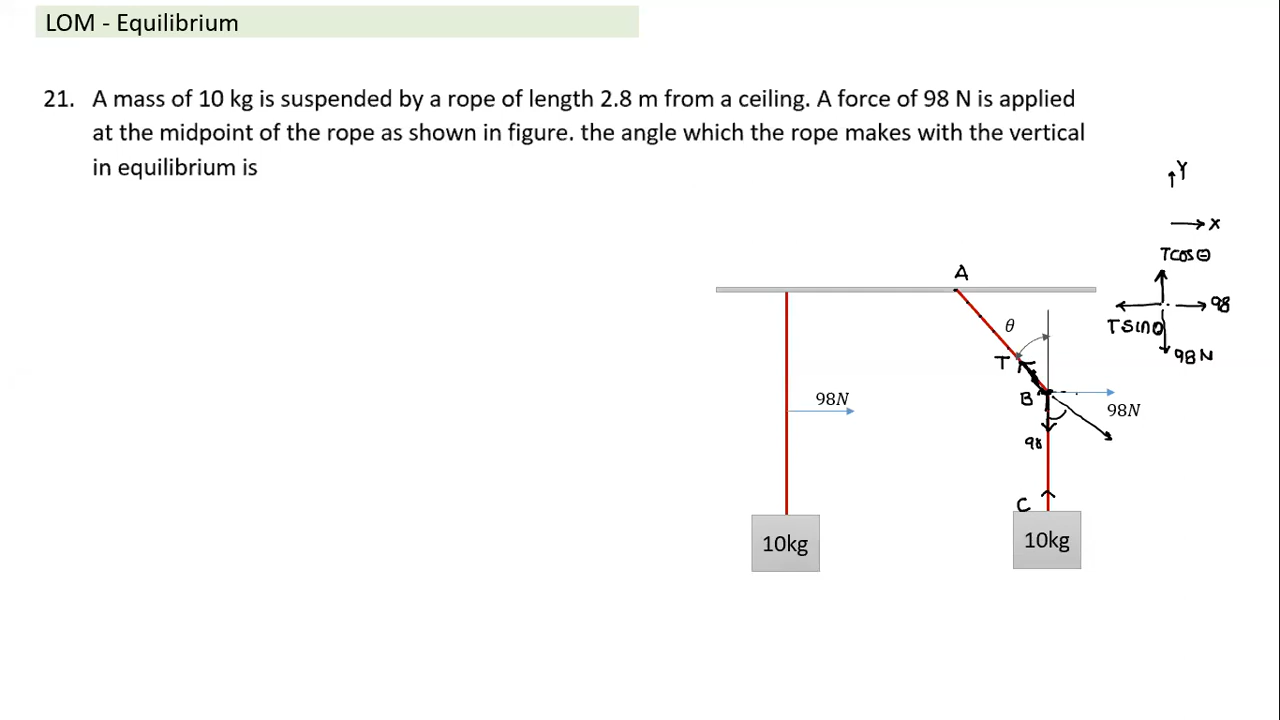 LOM - Equilibrium
21. A mass of 10 kg is suspended by a rope of length 2.8 m from a ceiling. A force of 98 N is applied
at the midpoint of the rope as shown in figure. the angle which the rope makes with the vertical
in equilibrium is
Y
X
Tcosθ
A
98
Tsinθ
θ
98N
T
B
98N
98N
98
C
10kg
10kg